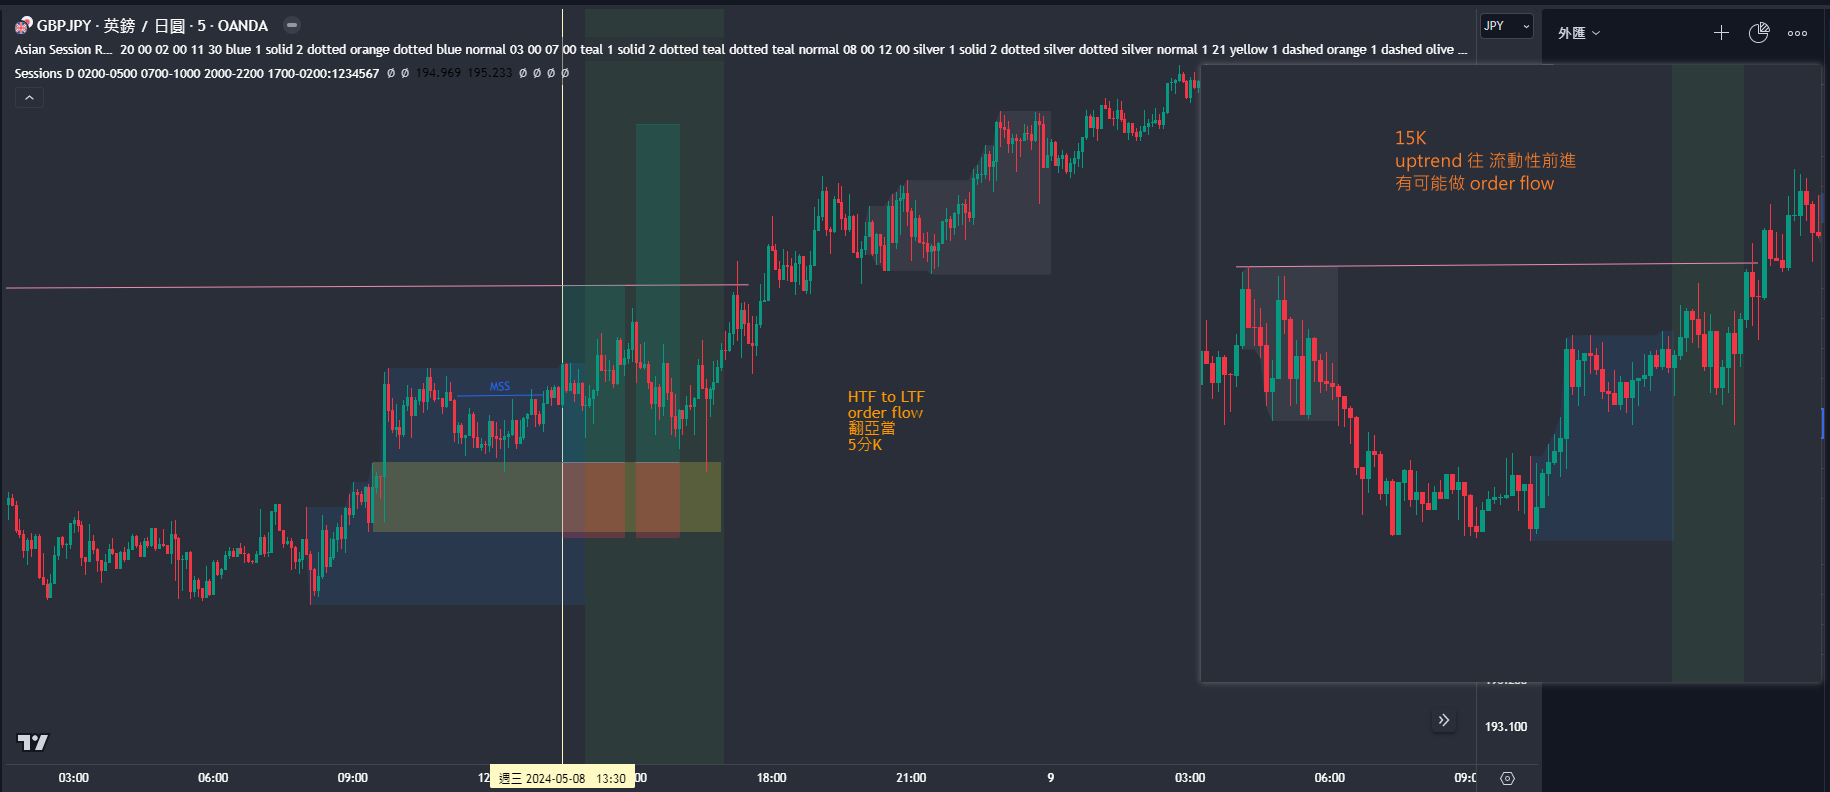 GBPJPY · 英鎊 / 日圓 · 5 · OANDA
Asian Session R... 20 00 02 00 11 30 blue 1 solid 2 dotted orange dotted blue normal 03 00 07 00 teal 1 solid 2 dotted teal dotted teal normal 08 00 12 00 silver 1 solid 2 dotted silver dotted silver normal 1 21 yellow 1 dashed orange 1 dashed olive ...
Sessions D 0200-0500 0700-1000 2000-2200 1700-0200:1234567 Ø Ø 194.969 195.233 Ø Ø Ø Ø
JPY
外匯
15K
uptrend 往 流動性前進
有可能做 order flow
MSS
HTF to LTF
order flow
翻亞當
5分K
193.100
03:00 06:00 09:00 12 週三 2024-05-08 13:30 :00 18:00 21:00 9 03:00 06:00 09:0